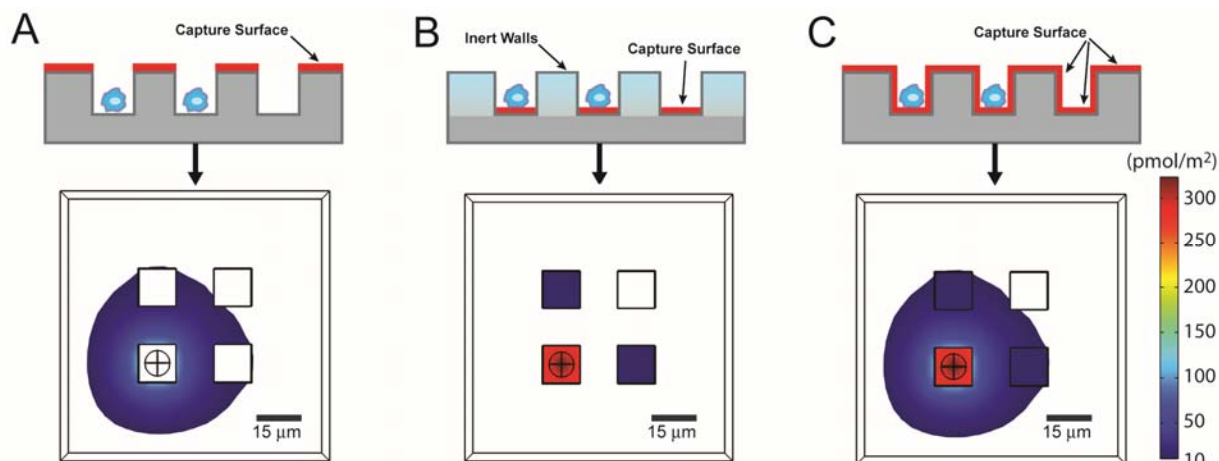 A
Capture Surface
15 µm
B
Inert Walls
Capture Surface
15 µm
C
Capture Surface
15 µm
(pmol/m²)
300
250
200
150
100
50
10